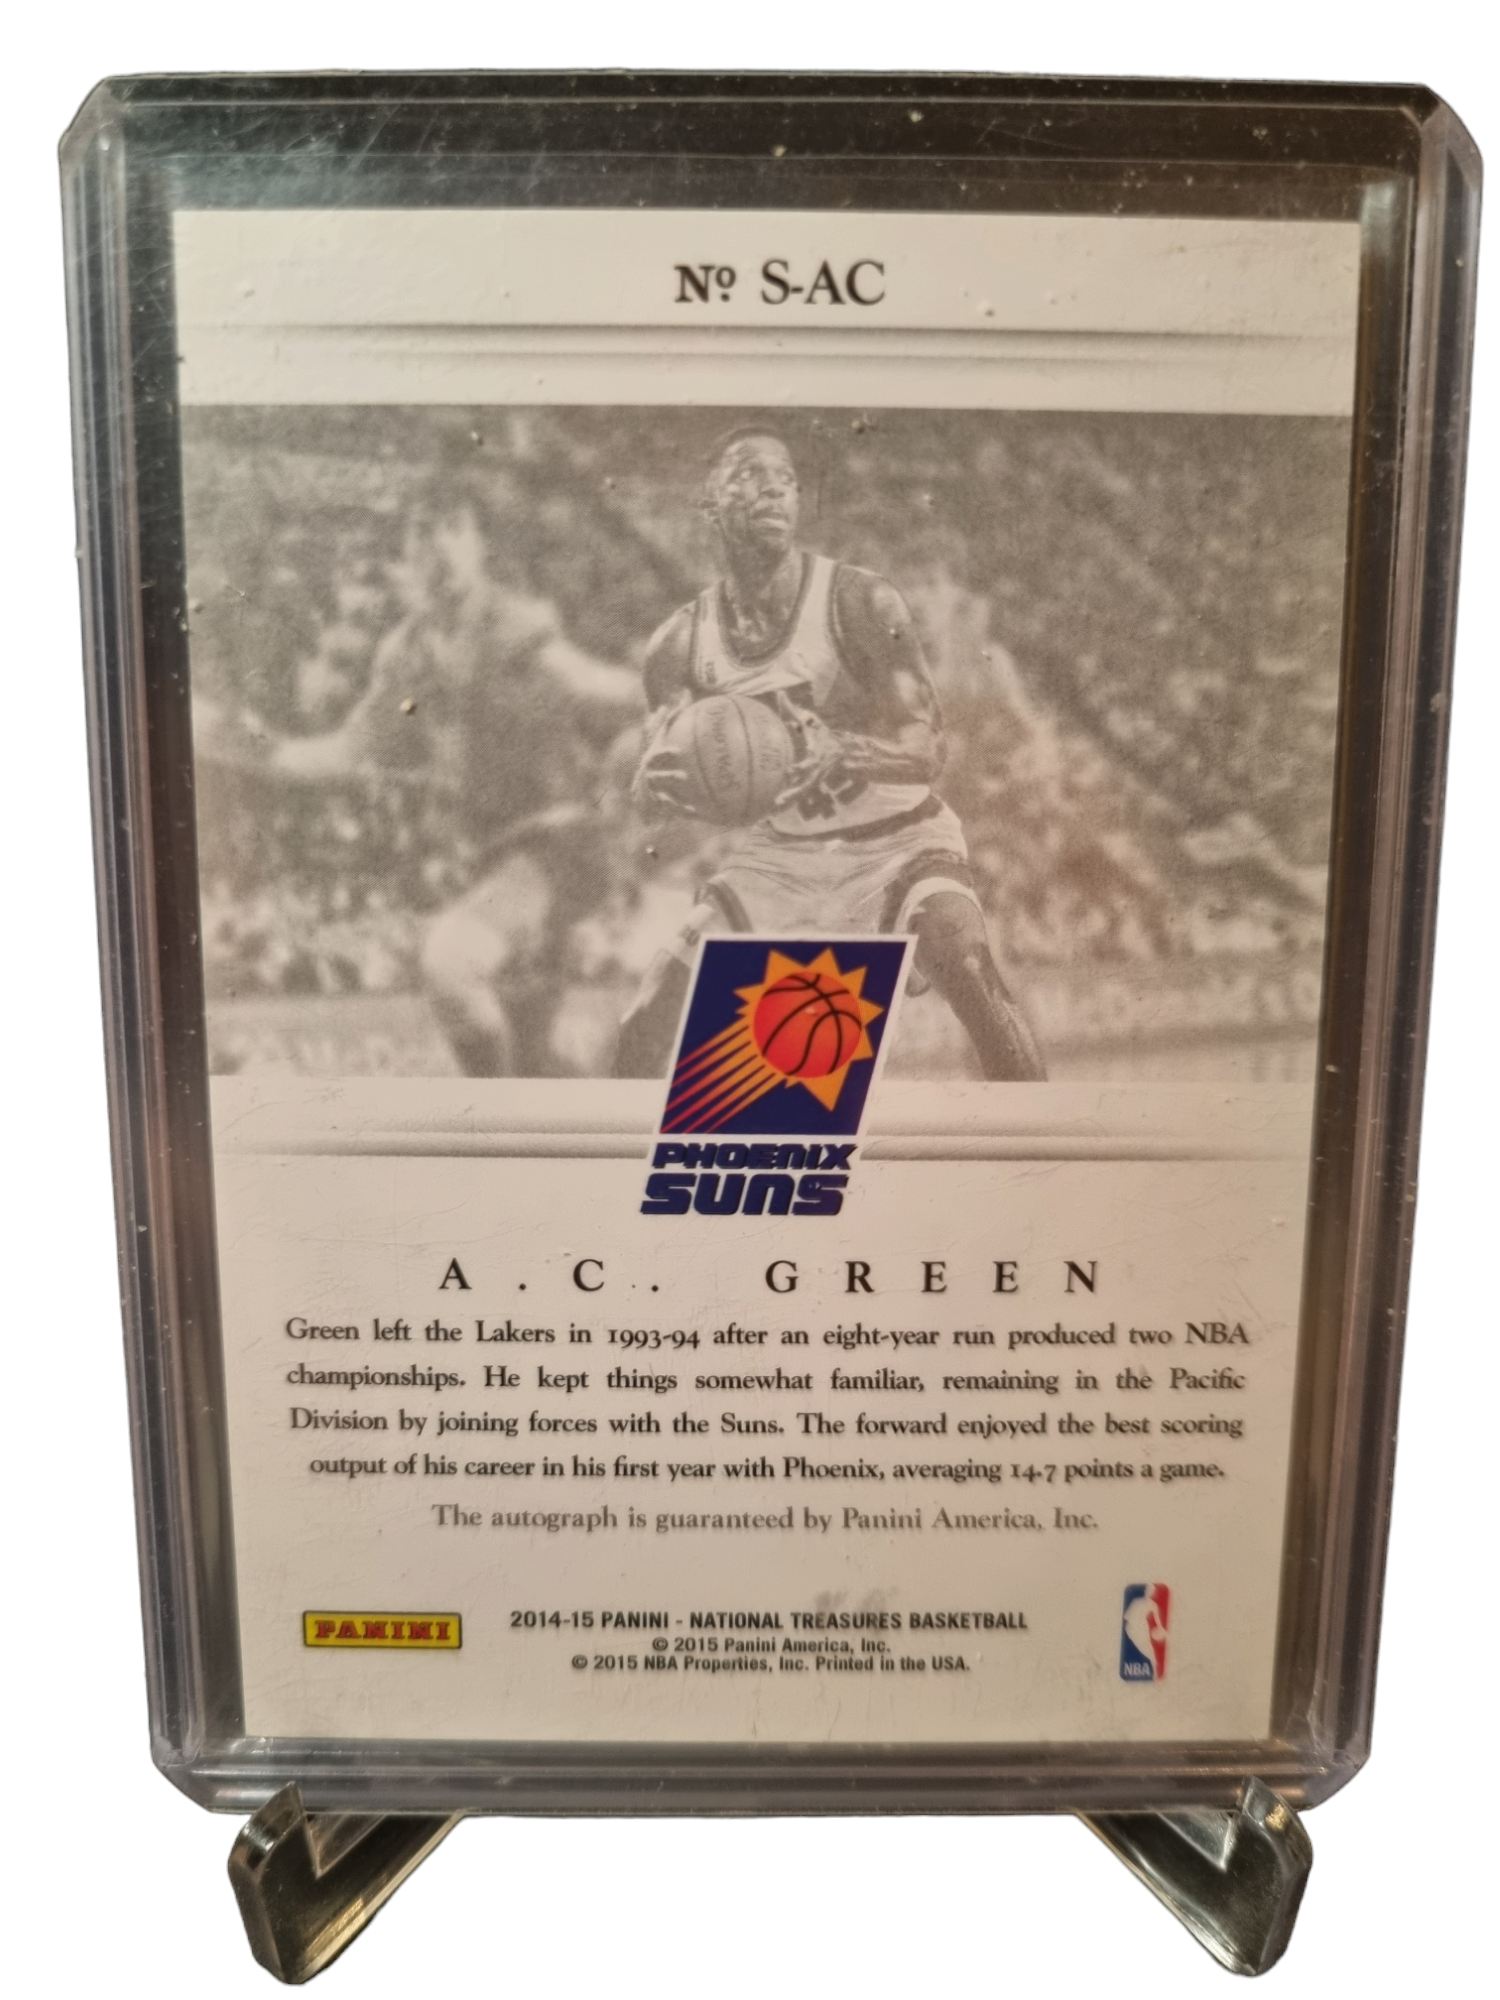 Nº S-AC
SPALDING
45
PHOENIX
SUNS
A.C. GREEN
Green left the Lakers in 1993-94 after an eight-year run produced two NBA
championships. He kept things somewhat familiar, remaining in the Pacific
Division by joining forces with the Suns. The forward enjoyed the best scoring
output of his career in his first year with Phoenix, averaging 14.7 points a game.
The autograph is guaranteed by Panini America, Inc.
PANINI
2014-15 PANINI - NATIONAL TREASURES BASKETBALL
© 2015 Panini America, Inc.
© 2015 NBA Properties, Inc. Printed in the USA.
NBA